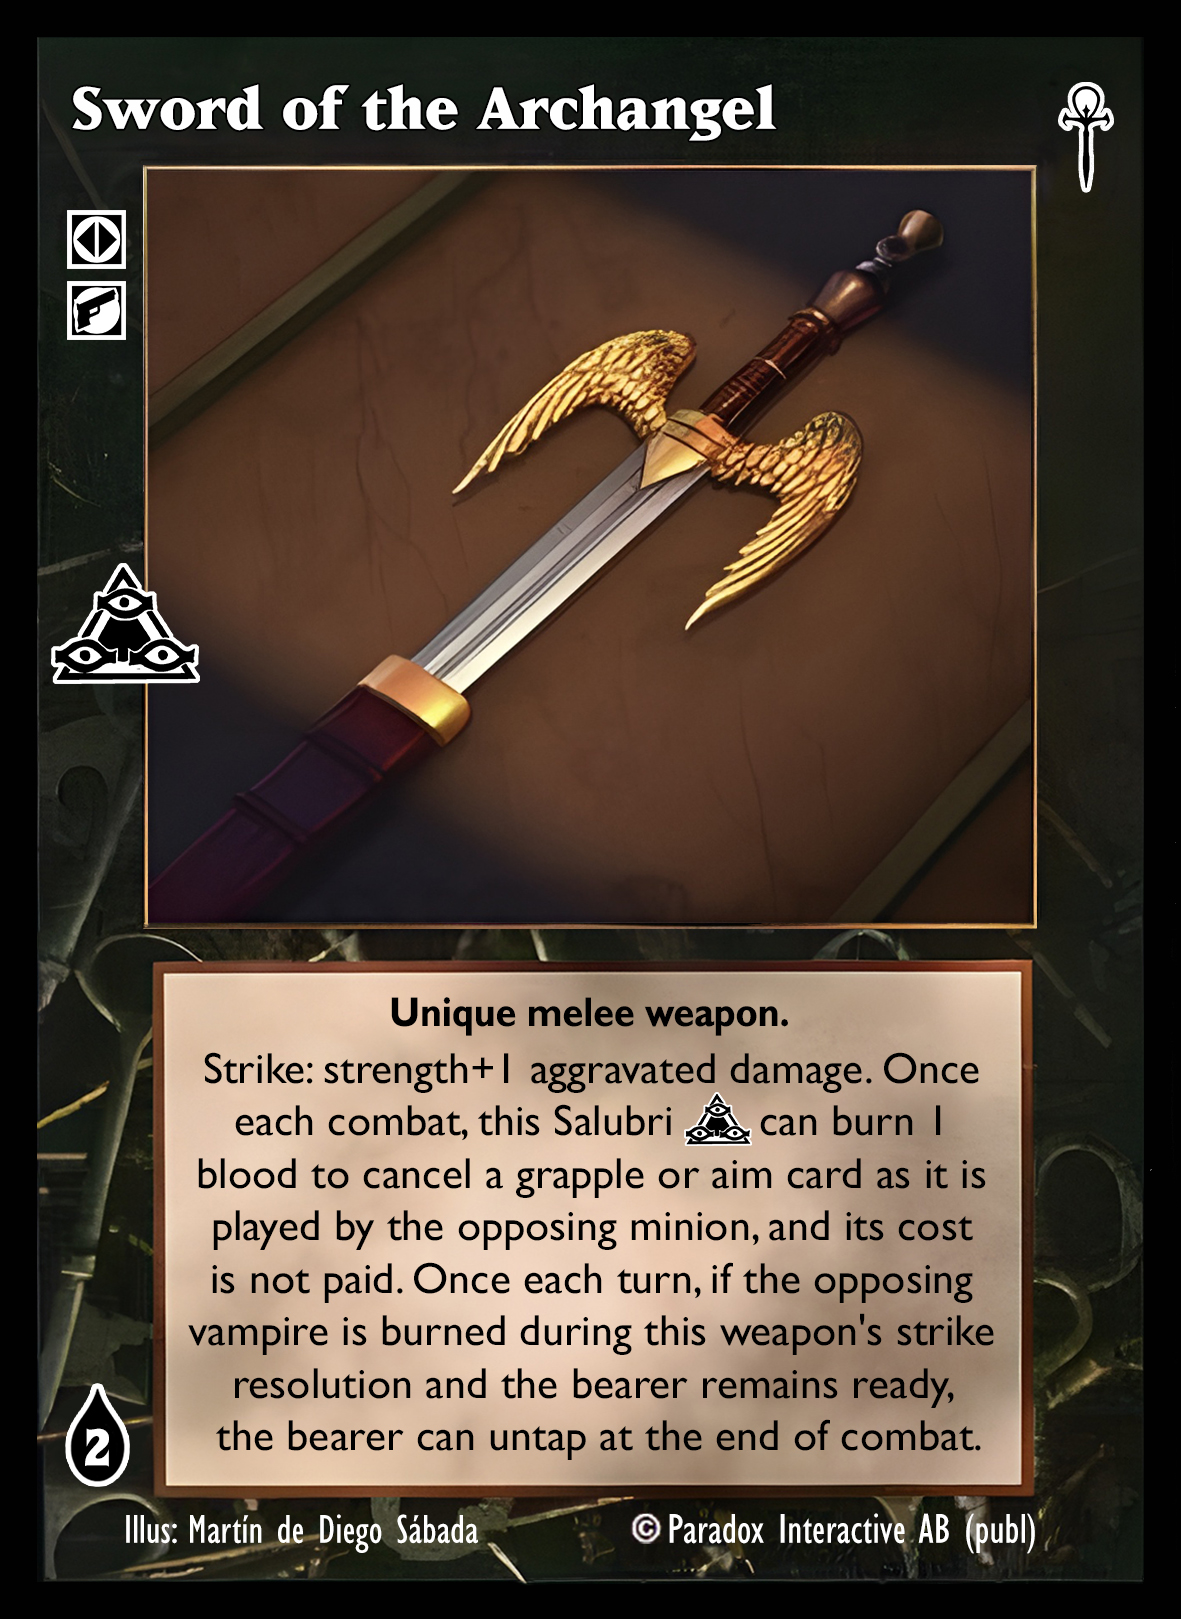 Sword of the Archangel
Unique melee weapon.
Strike: strength+1 aggravated damage. Once
each combat, this Salubri can burn 1
blood to cancel a grapple or aim card as it is
played by the opposing minion, and its cost
is not paid. Once each turn, if the opposing
vampire is burned during this weapon's strike
resolution and the bearer remains ready,
the bearer can untap at the end of combat.
2
Illus: Martín de Diego Sábada © Paradox Interactive AB (publ)